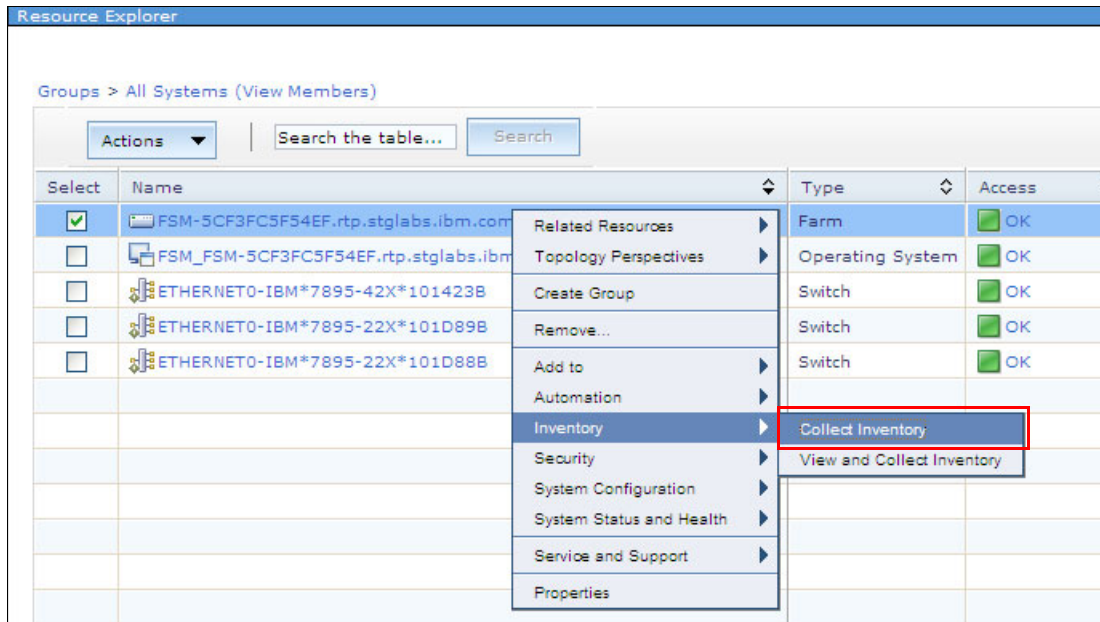 Resource Explorer
Groups > All Systems (View Members)
Actions
Search the table...
Search
Select Name Type Access
FSM-5CF3FC5F54EF.rtp.stglabs.ibm.com Farm OK
FSM_FSM-5CF3FC5F54EF.rtp.stglabs.ibm Operating System OK
ETHERNET0-IBM*7895-42X*101423B Switch OK
ETHERNET0-IBM*7895-22X*101D89B Switch OK
ETHERNET0-IBM*7895-22X*101D88B Switch OK
Related Resources
Topology Perspectives
Create Group
Remove...
Add to
Automation
Inventory
Collect Inventory
View and Collect Inventory
Security
System Configuration
System Status and Health
Service and Support
Properties